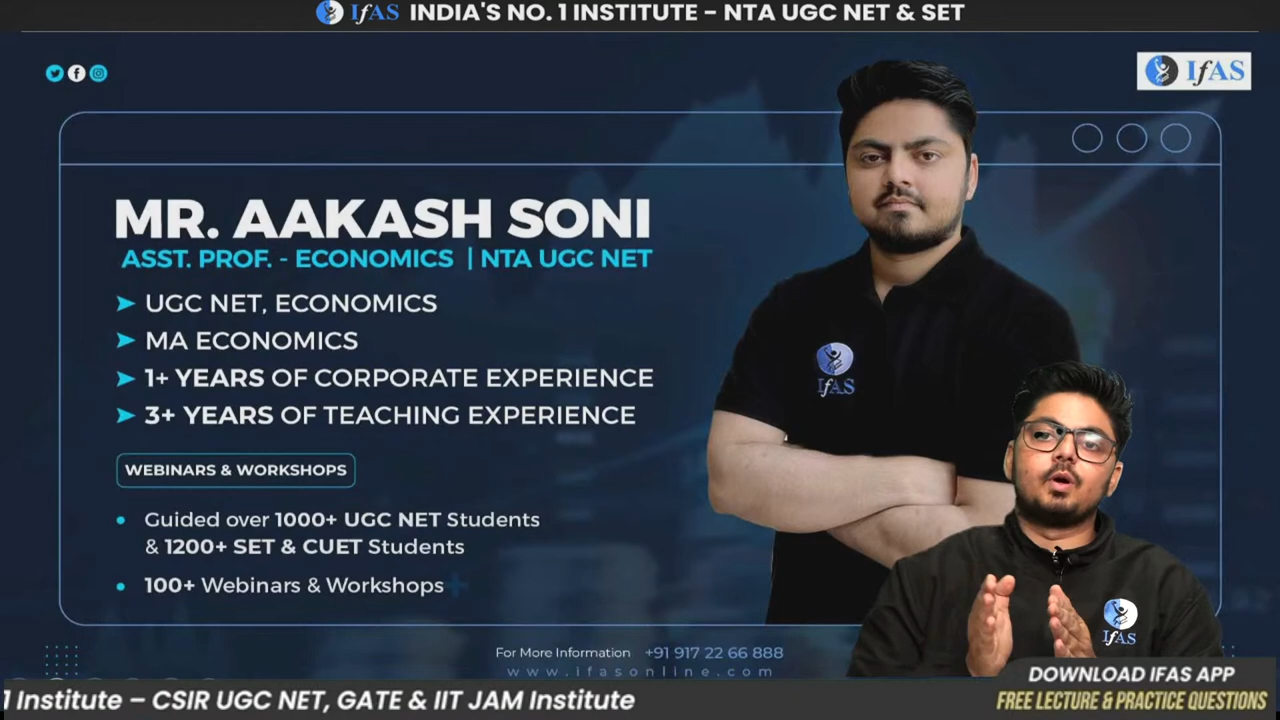 IfAS INDIA'S NO. 1 INSTITUTE – NTA UGC NET & SET
IfAS
MR. AAKASH SONI
ASST. PROF. - ECONOMICS | NTA UGC NET
UGC NET, ECONOMICS
MA ECONOMICS
1+ YEARS OF CORPORATE EXPERIENCE
3+ YEARS OF TEACHING EXPERIENCE
WEBINARS & WORKSHOPS
Guided over 1000+ UGC NET Students
& 1200+ SET & CUET Students
100+ Webinars & Workshops
IfAS
IfAS
For More Information +91 917 22 66 888
www.ifasonline.com
DOWNLOAD IFAS APP
1 Institute – CSIR UGC NET, GATE & IIT JAM Institute
FREE LECTURE & PRACTICE QUESTIONS